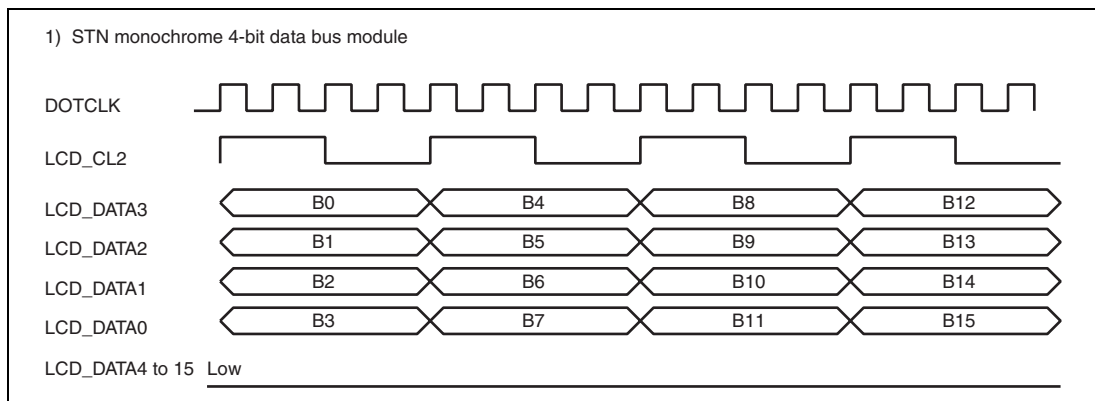 1) STN monochrome 4-bit data bus module
DOTCLK
LCD_CL2
LCD_DATA3 B0 B4 B8 B12
LCD_DATA2 B1 B5 B9 B13
LCD_DATA1 B2 B6 B10 B14
LCD_DATA0 B3 B7 B11 B15
LCD_DATA4 to 15 Low